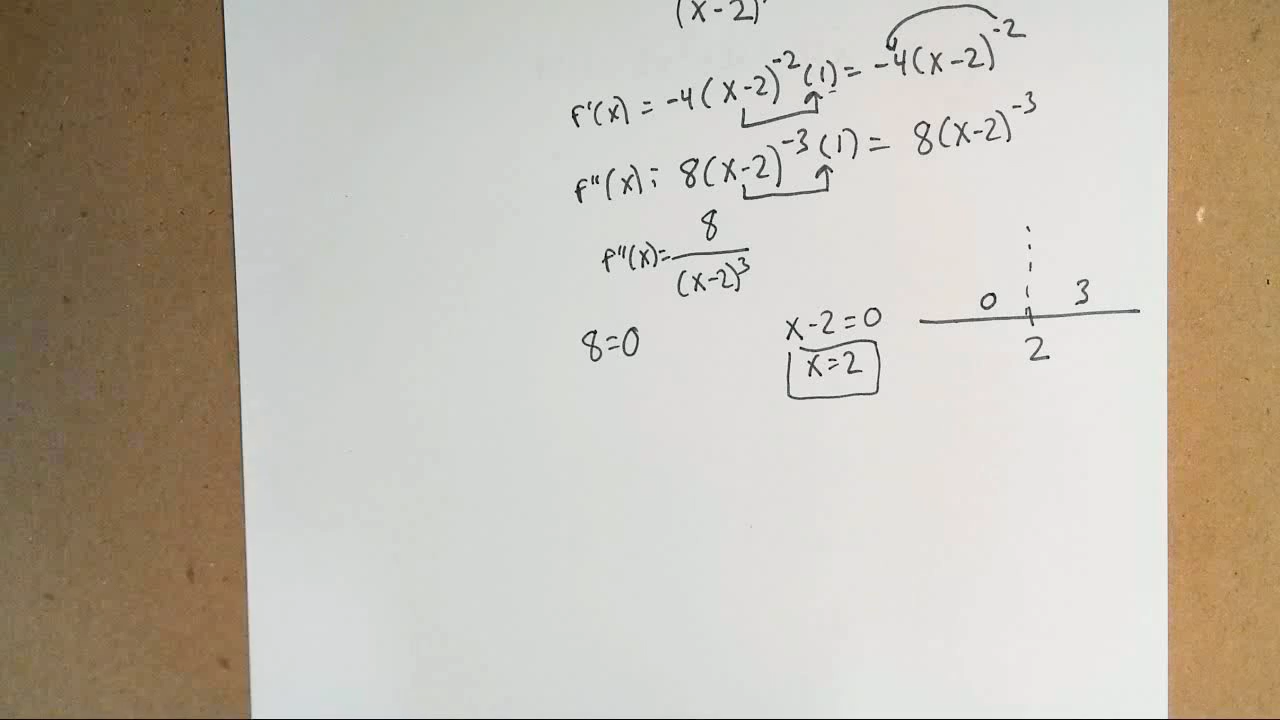 (x-2)
f'(x) = -4(x-2)^-2 (1) = -4(x-2)^-2
f''(x) = 8(x-2)^-3 (1) = 8(x-2)^-3
f''(x) = 8/(x-2)^3
0 3
8=0 x-2=0
2
x=2